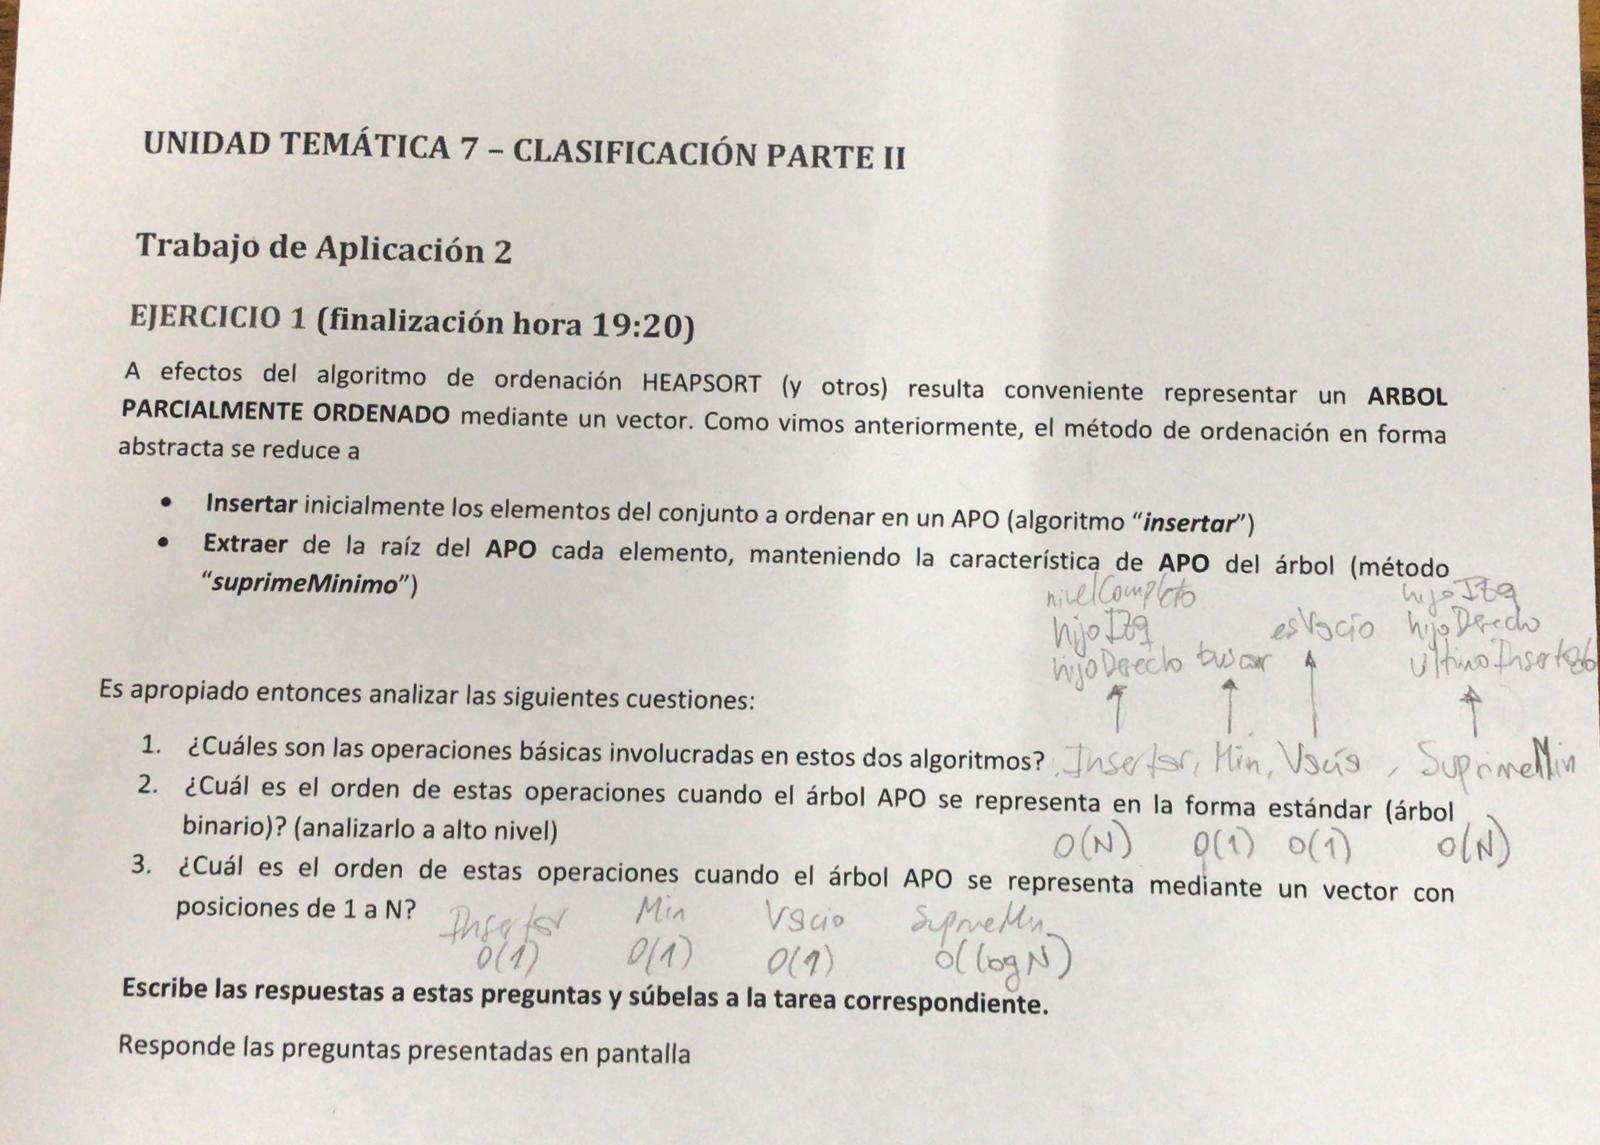 UNIDAD TEMÁTICA 7 – CLASIFICACIÓN PARTE II
Trabajo de Aplicación 2
EJERCICIO 1 (finalización hora 19:20)
A efectos del algoritmo de ordenación HEAPSORT (y otros) resulta conveniente representar un ARBOL
PARCIALMENTE ORDENADO mediante un vector. Como vimos anteriormente, el método de ordenación en forma
abstracta se reduce a
• Insertar inicialmente los elementos del conjunto a ordenar en un APO (algoritmo “insertar”)
• Extraer de la raíz del APO cada elemento, manteniendo la característica de APO del árbol (método
“suprimeMinimo”)
nivelCompleto hijoIzq
hijoIzq esVacio hijoDerecho
hijoDerecho buscar ultimoInsertado
Es apropiado entonces analizar las siguientes cuestiones:
1. ¿Cuáles son las operaciones básicas involucradas en estos dos algoritmos? Insertar, Min, Vacía, SuprimeMin
2. ¿Cuál es el orden de estas operaciones cuando el árbol APO se representa en la forma estándar (árbol
binario)? (analizarlo a alto nivel) O(N) O(1) O(1) O(N)
3. ¿Cuál es el orden de estas operaciones cuando el árbol APO se representa mediante un vector con
posiciones de 1 a N? Insertar Min Vacio SuprimeMin
O(1) O(1) O(1) O(logN)
Escribe las respuestas a estas preguntas y súbelas a la tarea correspondiente.
Responde las preguntas presentadas en pantalla